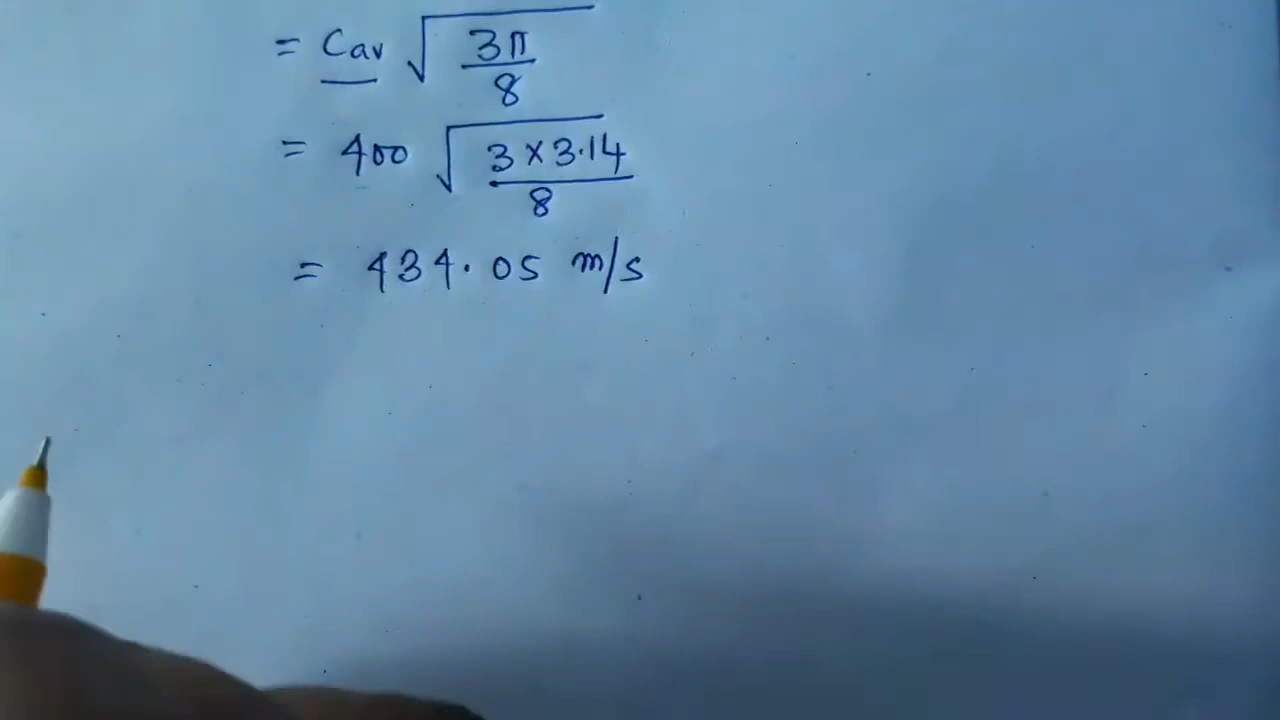 = Cav √(3π/8)
= 400 √(3×3.14/8)
= 434.05 m/s